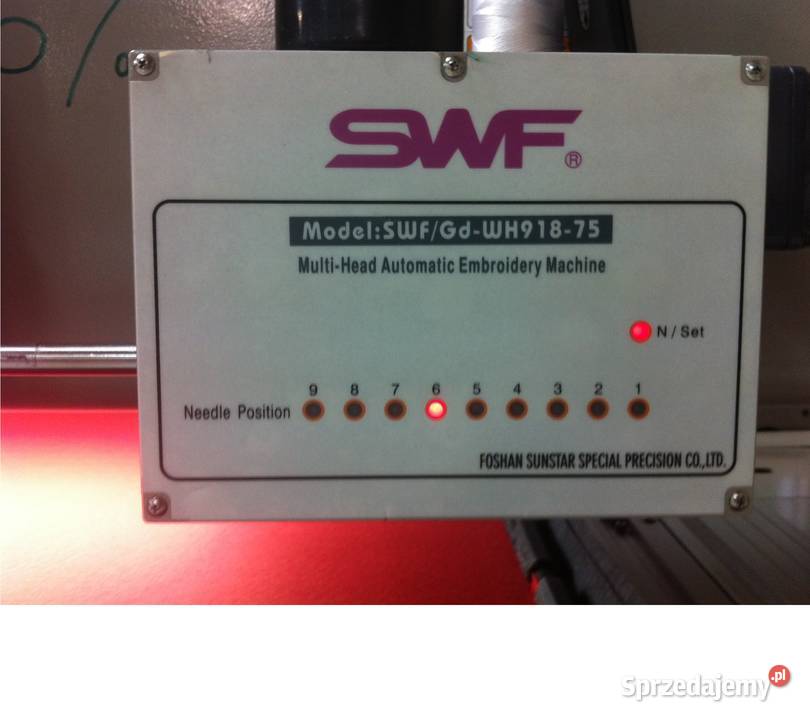 SWF®
Model:SWF/Gd-WH918-75
Multi-Head Automatic Embroidery Machine
N / Set
9 8 7 6 5 4 3 2 1
Needle Position
FOSHAN SUNSTAR SPECIAL PRECISION CO.,LTD.
Sprzedajemy.pl